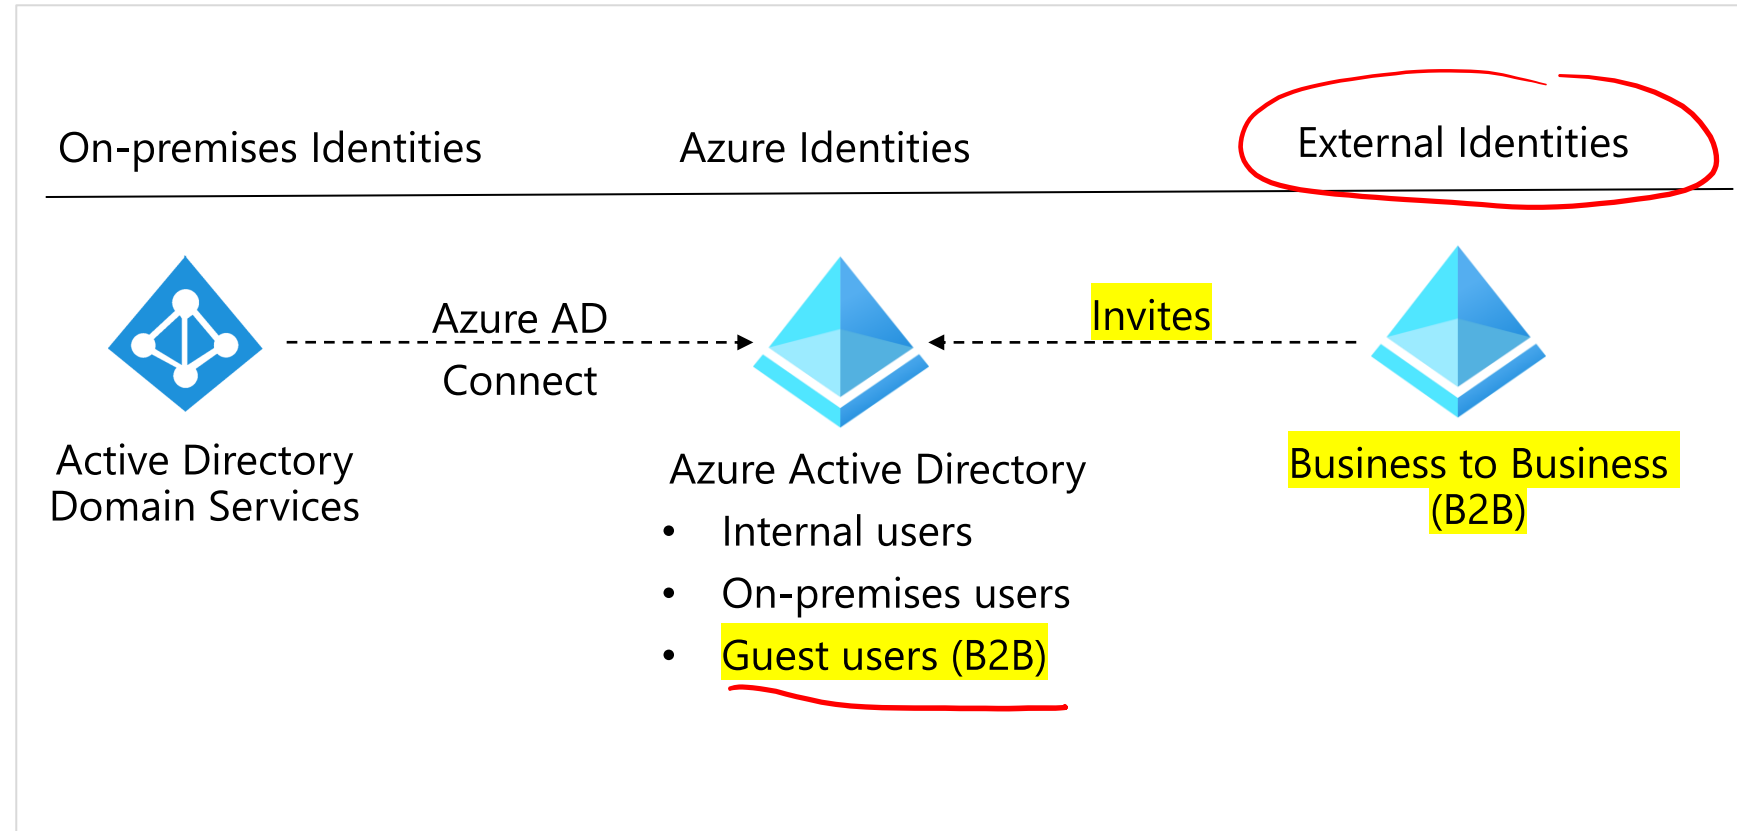 On-premises Identities
Azure Identities
External Identities
Azure AD
Connect
Invites
Active Directory
Domain Services
Azure Active Directory
• Internal users
• On-premises users
• Guest users (B2B)
Business to Business
(B2B)